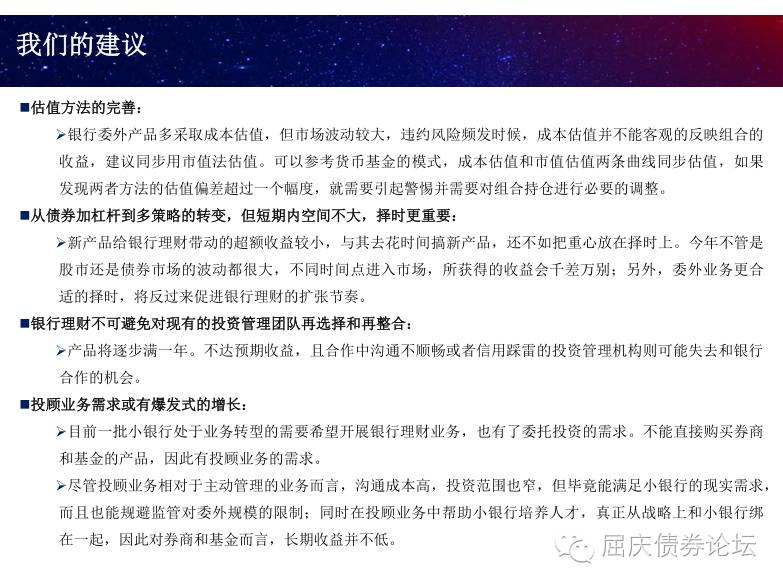 我们的建议
■估值方法的完善：
➢银行委外产品多采取成本估值，但市场波动较大，违约风险频发时候，成本估值并不能客观的反映组合的
收益，建议同步用市值法估值。可以参考货币基金的模式，成本估值和市值估值两条曲线同步估值，如果
发现两者方法的估值偏差超过一个幅度，就需要引起警惕并需要对组合持仓进行必要的调整。
■从债券加杠杆到多策略的转变，但短期内空间不大，择时更重要：
➢新产品给银行理财带动的超额收益较小，与其去花时间搞新产品，还不如把重心放在择时上。今年不管是
股市还是债券市场的波动都很大，不同时间点进入市场，所获得的收益会千差万别；另外，委外业务更合
适的择时，将反过来促进银行理财的扩张节奏。
■银行理财不可避免对现有的投资管理团队再选择和再整合：
➢产品将逐步满一年。不达预期收益，且合作中沟通不顺畅或者信用踩雷的投资管理机构则可能失去和银行
合作的机会。
■投顾业务需求或有爆发式的增长：
➢目前一批小银行处于业务转型的需要希望开展银行理财业务，也有了委托投资的需求。不能直接购买券商
和基金的产品，因此有投顾业务的需求。
➢尽管投顾业务相对于主动管理的业务而言，沟通成本高，投资范围也窄，但毕竟能满足小银行的现实需求，
而且也能规避监管对委外规模的限制；同时在投顾业务中帮助小银行培养人才，真正从战略上和小银行绑
在一起，因此对券商和基金而言，长期收益并不低。
屈庆债券论坛